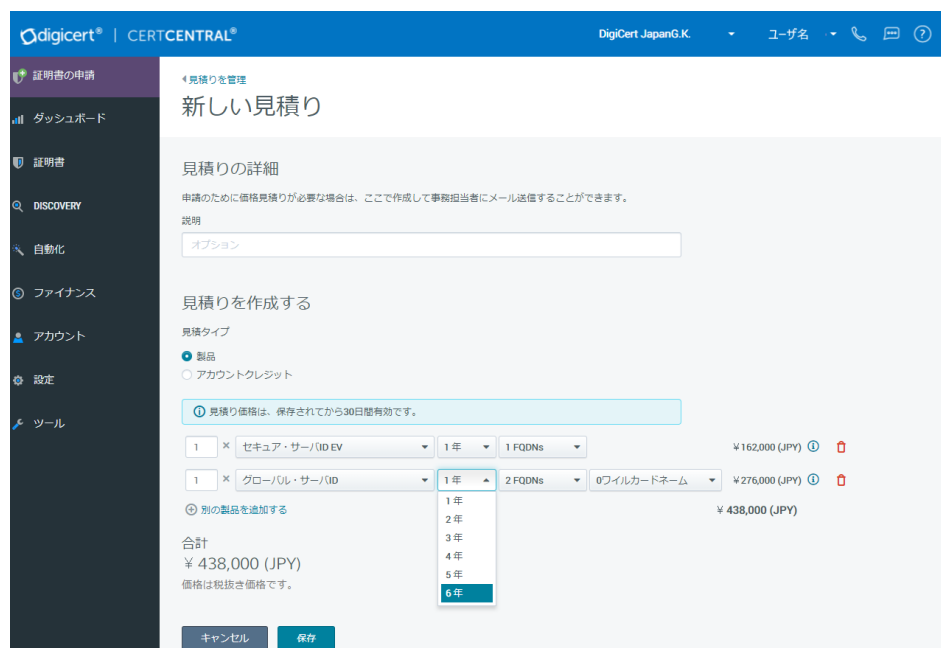 digicert® | CERTCENTRAL®
DigiCert JapanG.K.
ユーザ名
証明書の申請
ダッシュボード
証明書
DISCOVERY
自動化
ファイナンス
アカウント
設定
ツール
見積りを管理
新しい見積り
見積りの詳細
申請のために価格見積りが必要な場合は、ここで作成して事務担当者にメール送信することができます。
説明
オプション
見積りを作成する
見積タイプ
製品
アカウントクレジット
見積り価格は、保存されてから30日間有効です。
1 × セキュア・サーバID EV 1年 1 FQDNs ¥162,000 (JPY)
1 × グローバル・サーバID 1年 2 FQDNs 0ワイルカードネーム ¥276,000 (JPY)
1年
2年
3年
4年
5年
6年
別の製品を追加する ¥ 438,000 (JPY)
合計
¥ 438,000 (JPY)
価格は税抜き価格です。
キャンセル 保存